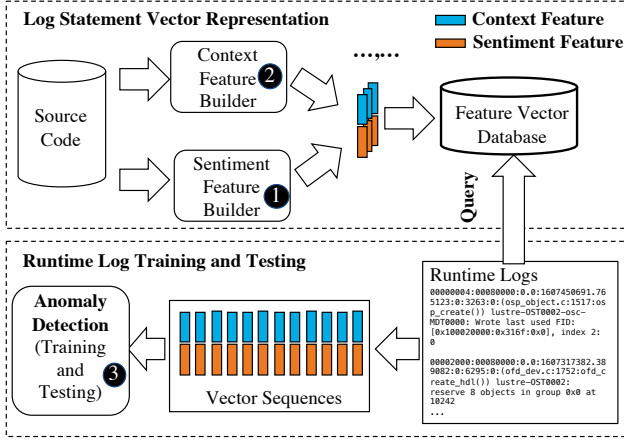 Log Statement Vector Representation
Context Feature
Sentiment Feature
...,...
Source
Code
Context
Feature
Builder
2
Sentiment
Feature
Builder
1
Feature Vector
Database
Query
Runtime Log Training and Testing
Anomaly
Detection
(Training
and
Testing)
3
Vector Sequences
Runtime Logs
00000004:00080000:0.0:1607450691.76
5123:0:3263:0:(osp_object.c:1517:os
p_create()) lustre-OST0002-osc-
MDT0000: Wrote last used FID:
[0x100020000:0x316f:0x0], index 2:
0
00002000:00080000:0.0:1607317382.38
9082:0:6295:0:(ofd_dev.c:1752:ofd_c
reate_hdl()) lustre-OST0002:
reserve 8 objects in group 0x0 at
10242
...